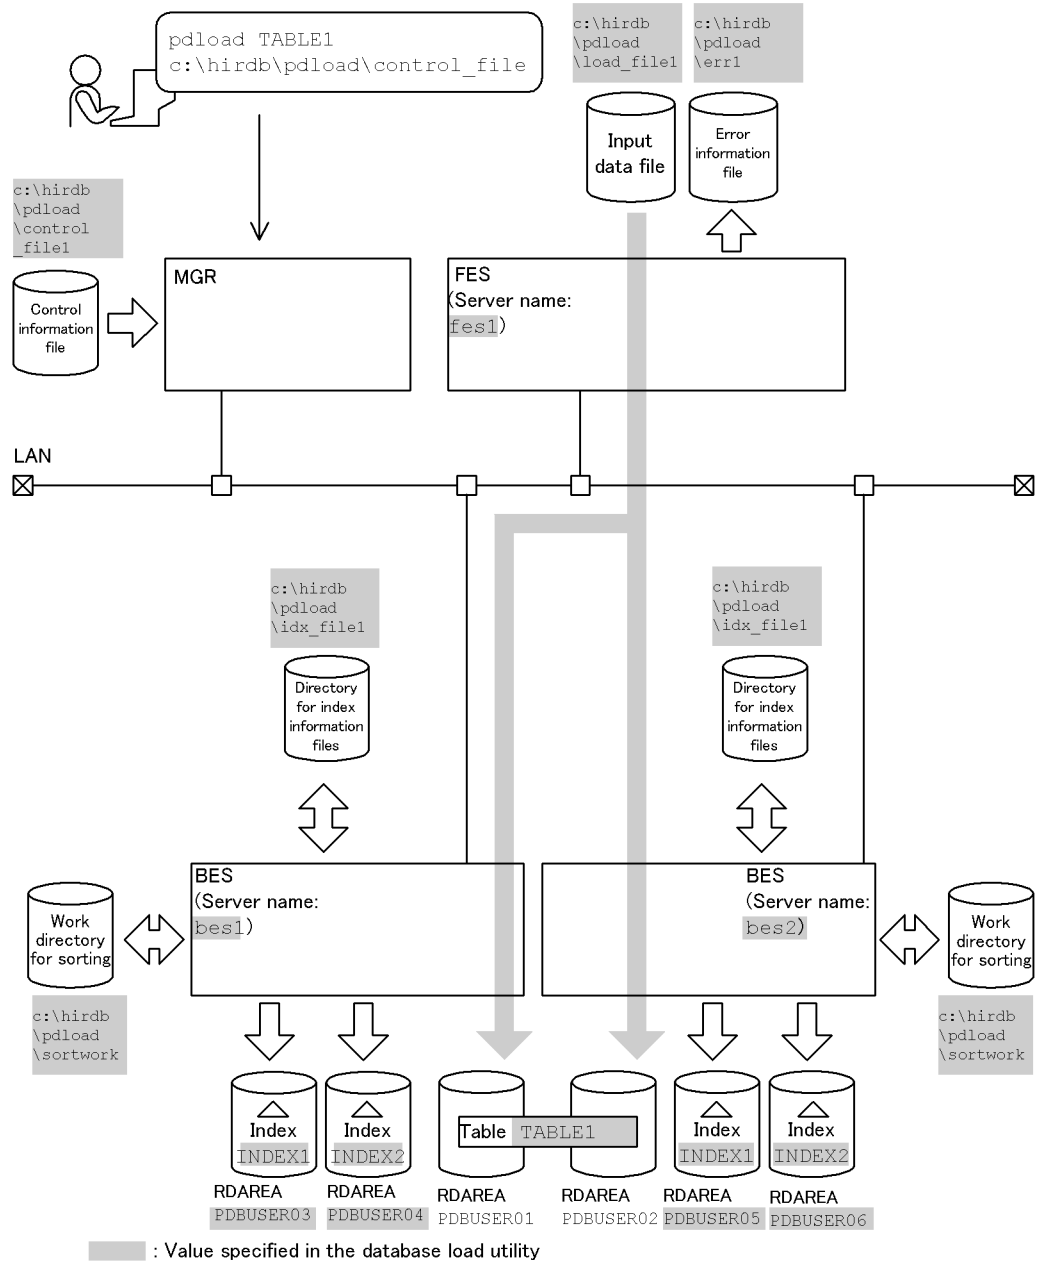 pdload TABLE1
c:\hirdb\pdload\control_file
c:\hirdb
\pdload
\load_file1
c:\hirdb
\pdload
\err1
Input
data file
Error
information
file
c:\hirdb
\pdload
\control
_file1
Control
information
file
MGR
FES
(Server name:
fes1)
LAN
c:\hirdb
\pdload
\idx_file1
Directory
for index
information
files
c:\hirdb
\pdload
\idx_file1
Directory
for index
information
files
Work
directory
for sorting
c:\hirdb
\pdload
\sortwork
BES
(Server name:
bes1)
BES
(Server name:
bes2)
Work
directory
for sorting
c:\hirdb
\pdload
\sortwork
Index
INDEX1
RDAREA
PDBUSER03
Index
INDEX2
RDAREA
PDBUSER04
Table TABLE1
RDAREA
PDBUSER01
RDAREA
PDBUSER02
Index
INDEX1
RDAREA
PDBUSER05
Index
INDEX2
RDAREA
PDBUSER06
: Value specified in the database load utility